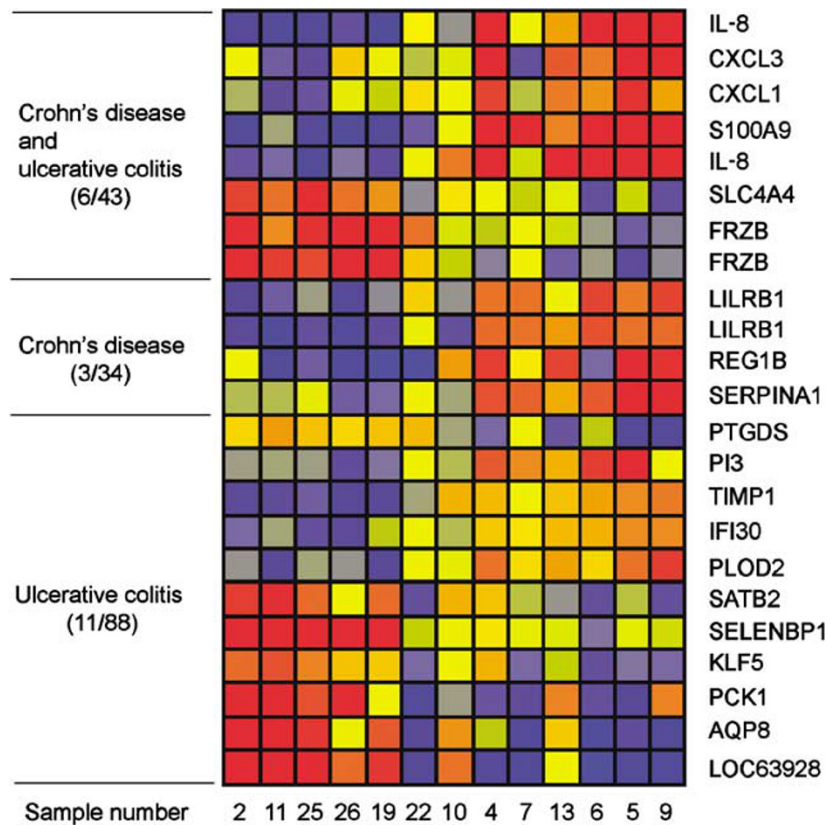 IL-8
CXCL3
CXCL1
Crohn's disease
and
ulcerative colitis
(6/43)
S100A9
IL-8
SLC4A4
FRZB
FRZB
LILRB1
LILRB1
Crohn's disease
(3/34)
REG1B
SERPINA1
PTGDS
PI3
TIMP1
IFI30
PLOD2
Ulcerative colitis
(11/88)
SATB2
SELENBP1
KLF5
PCK1
AQP8
LOC63928
Sample number 2 11 25 26 19 22 10 4 7 13 6 5 9